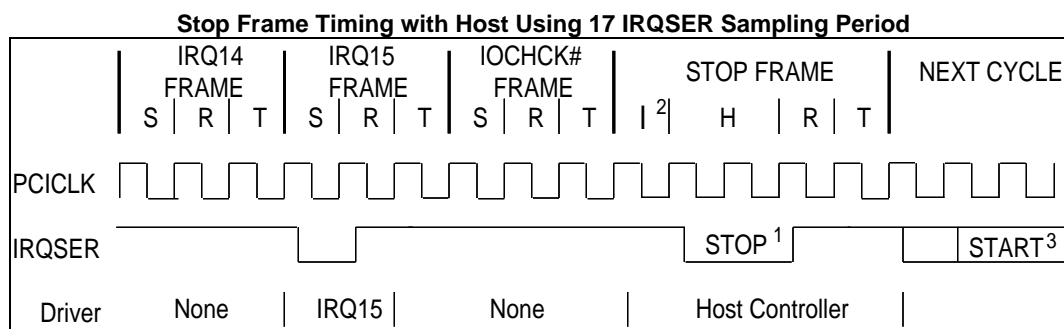 Stop Frame Timing with Host Using 17 IRQSER Sampling Period
IRQ14 FRAME
IRQ15 FRAME
IOCHCK# FRAME
STOP FRAME
NEXT CYCLE
S R T S R T S R T I 2 H R T
PCICLK
IRQSER STOP 1 START 3
Driver None IRQ15 None Host Controller